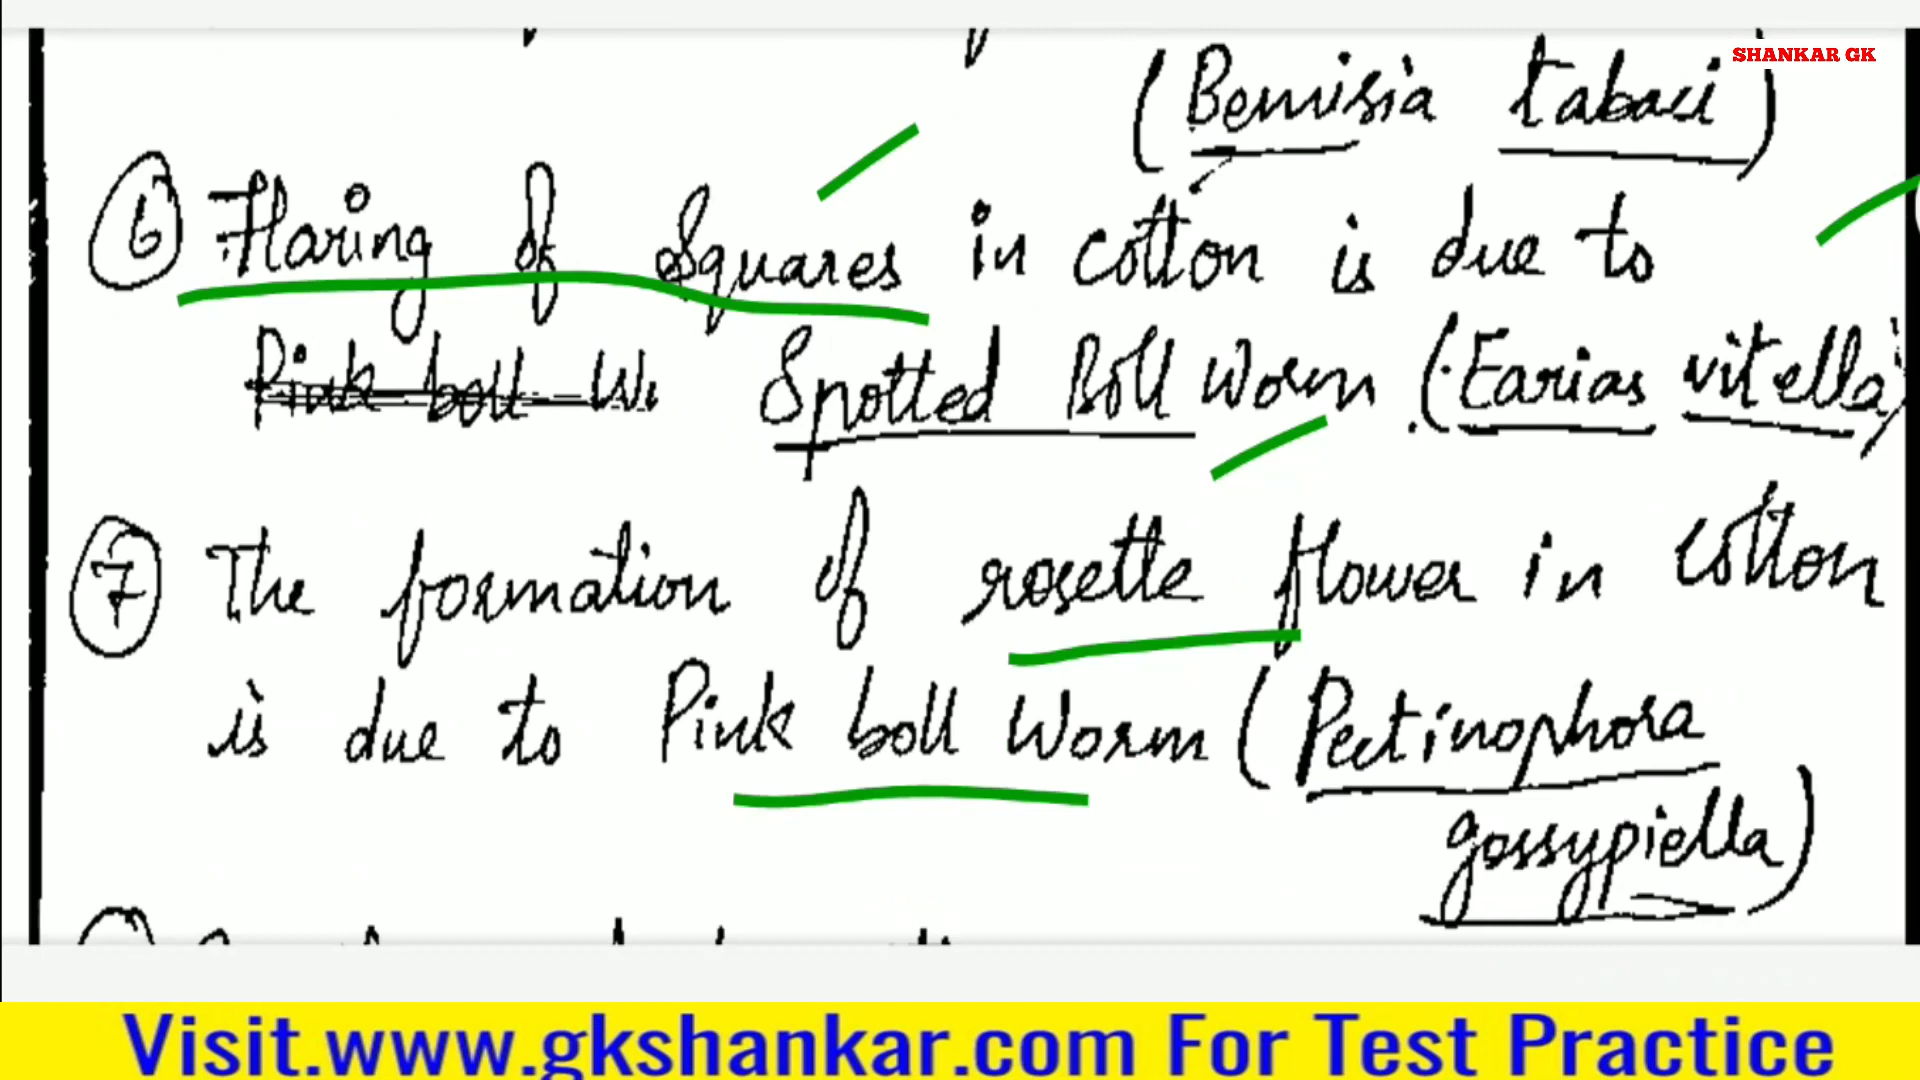 SHANKAR GK
(Bemisia tabaci)
6 Flaring of Squares in cotton is due to
Pink boll Wo Spotted Boll Worm (Earias vitella)
7 The formation of rosette flower in cotton
is due to Pink boll Worm (Pectinophora
gossypiella)
Visit.www.gkshankar.com For Test Practice